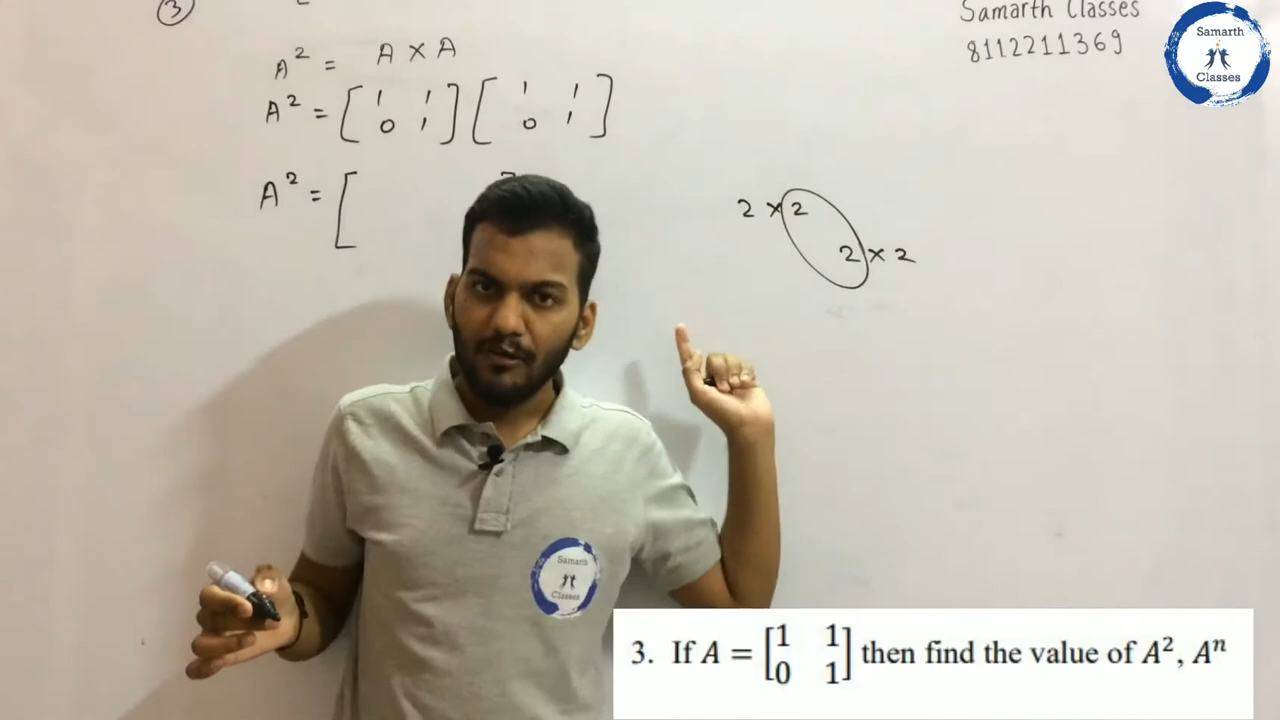 ③
Samarth Classes
8112211369
Samarth
Classes
A² = A × A
A² = [1 1 0 1] [1 1 0 1]
A² = [
2 × 2
2 × 2
Samarth
Classes
3. If A = [1 1 0 1] then find the value of A², Aⁿ